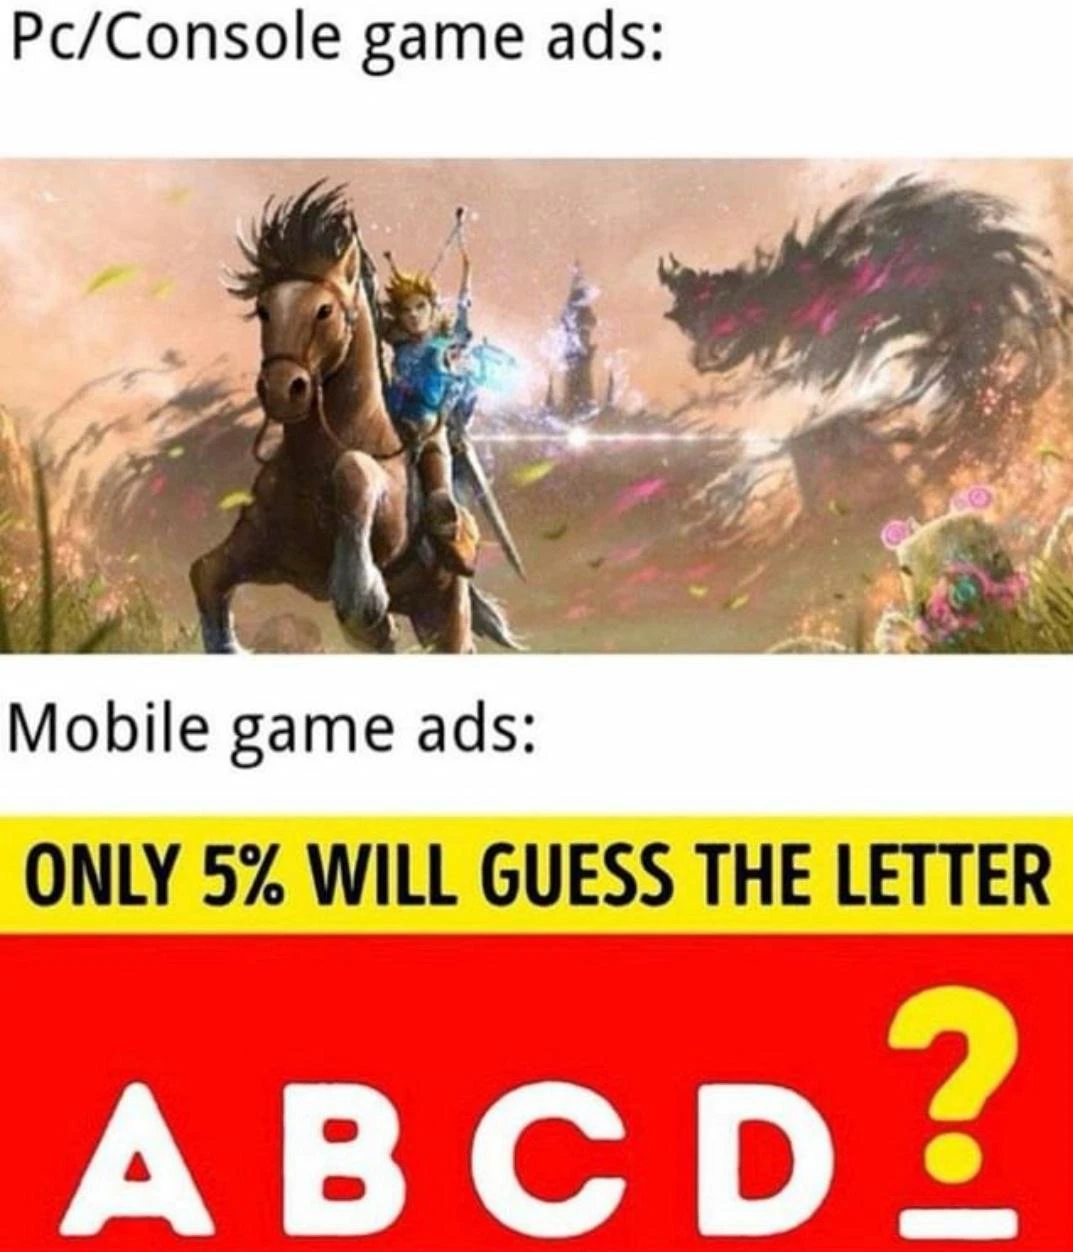 Pc/Console game ads:
Mobile game ads:
ONLY 5% WILL GUESS THE LETTER
A B C D ?